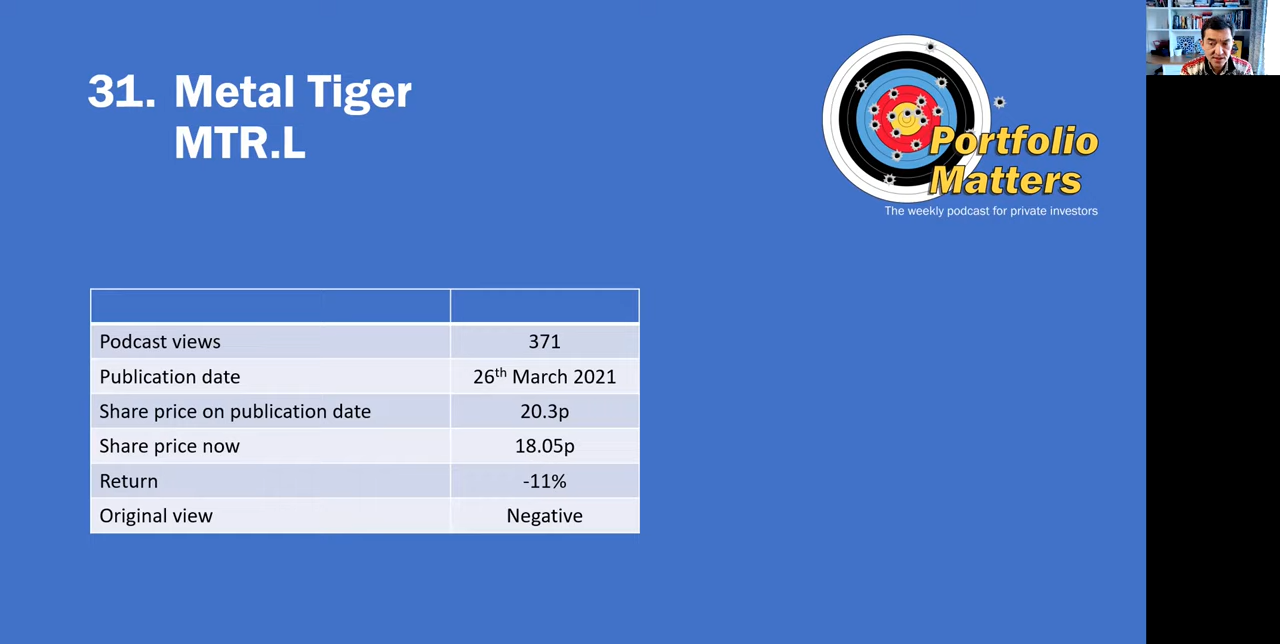 31. Metal Tiger
MTR.L
Portfolio
Matters
The weekly podcast for private investors
Podcast views 371
Publication date 26th March 2021
Share price on publication date 20.3p
Share price now 18.05p
Return -11%
Original view Negative